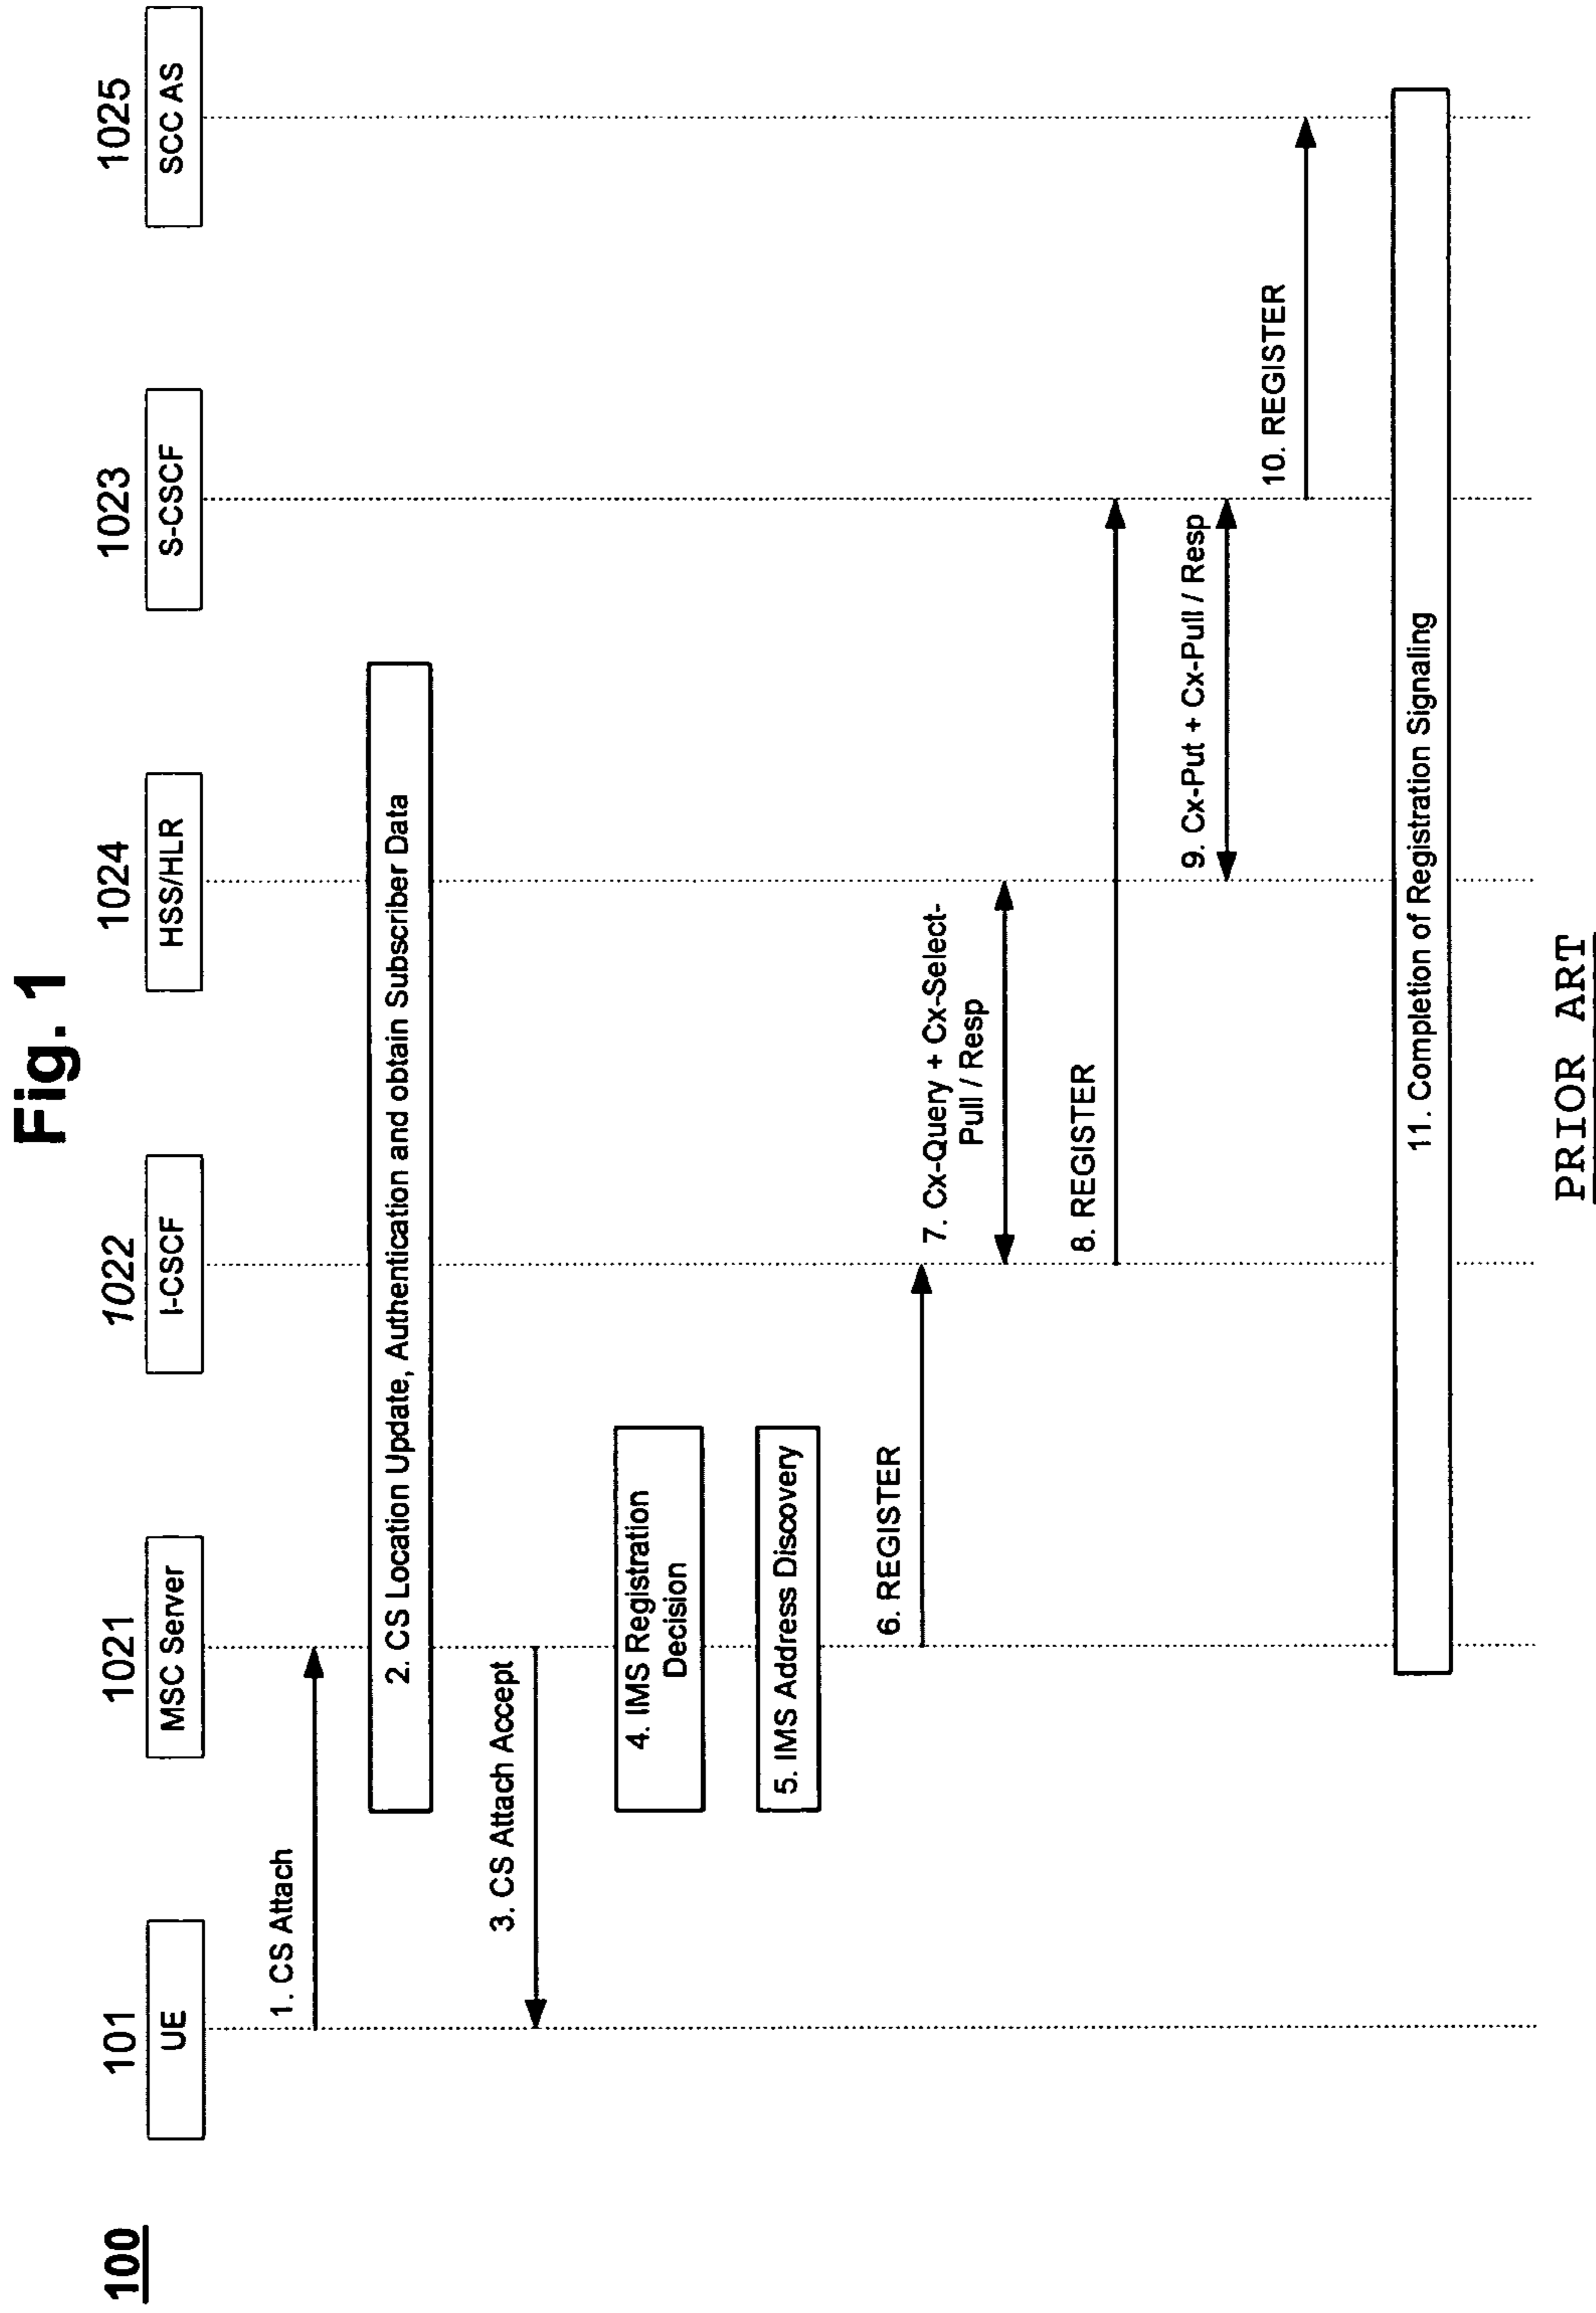 Fig. 1
100
101
1021
1022
1024
1023
1025
UE
MSC Server
I-CSCF
HSS/HLR
S-CSCF
SCC AS
1. CS Attach
2. CS Location Update, Authentication and obtain Subscriber Data
3. CS Attach Accept
4. IMS Registration
Decision
5. IMS Address Discovery
6. REGISTER
7. Cx-Query + Cx-Select-
Pull / Resp
8. REGISTER
9. Cx-Put + Cx-Pull / Resp
10. REGISTER
11. Completion of Registration Signaling
PRIOR ART